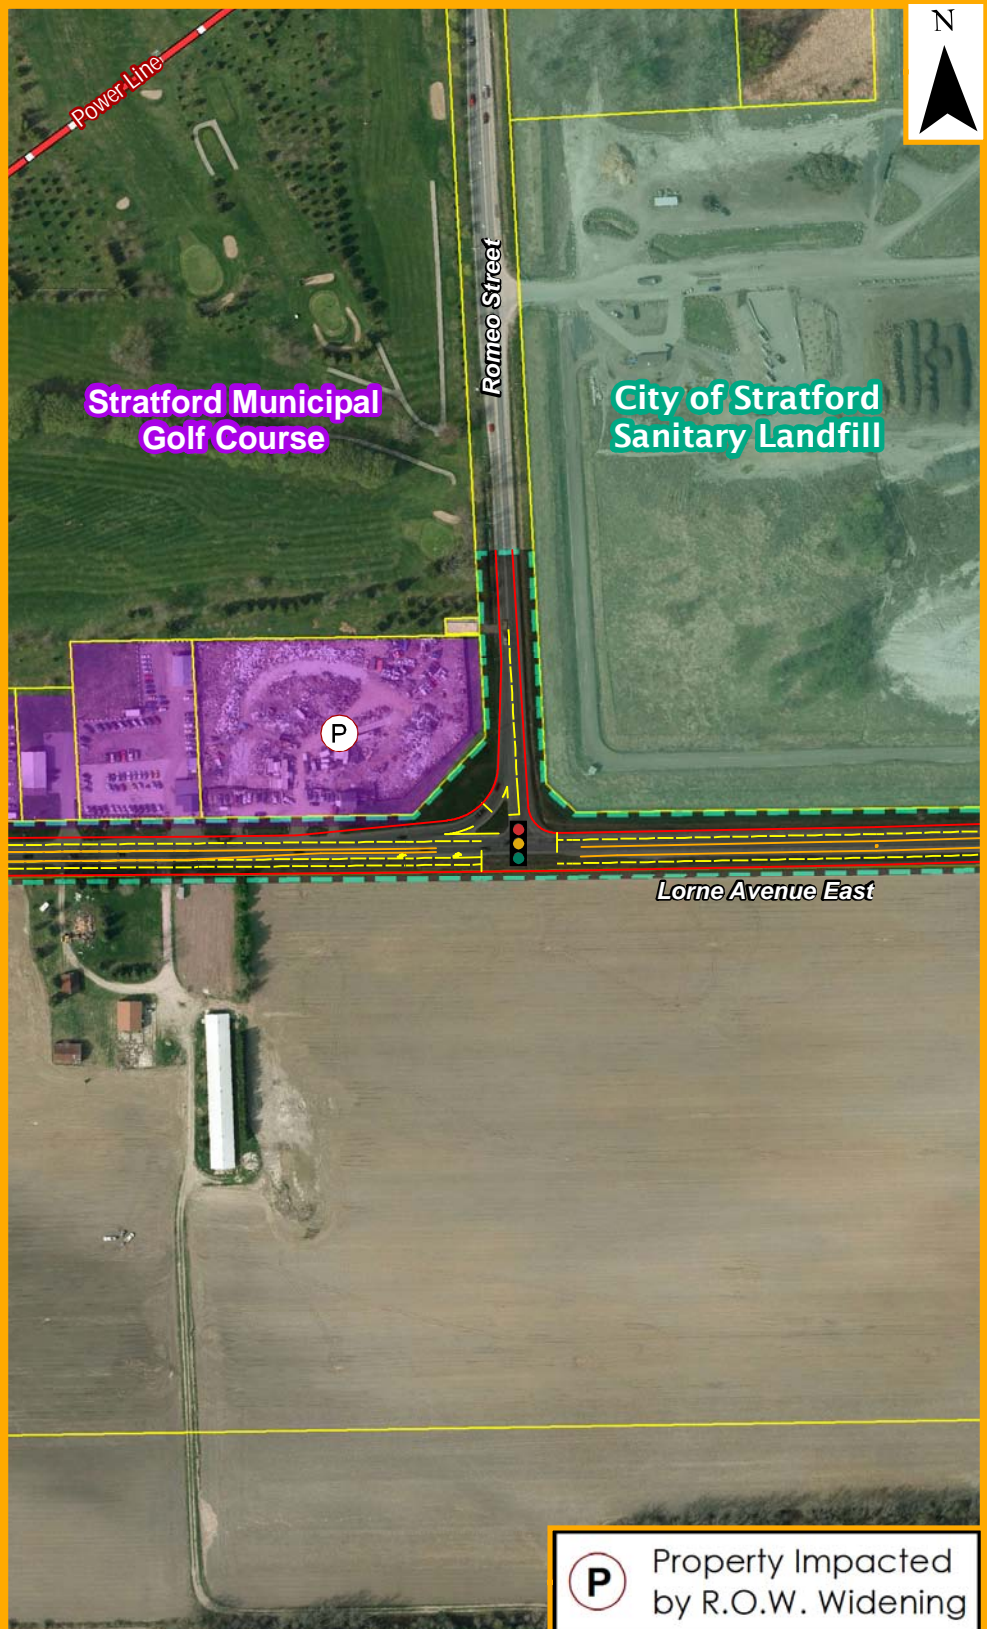 N
Power Line
Romeo Street
Stratford Municipal
Golf Course
City of Stratford
Sanitary Landfill
P
Lorne Avenue East
P
Property Impacted
by R.O.W. Widening